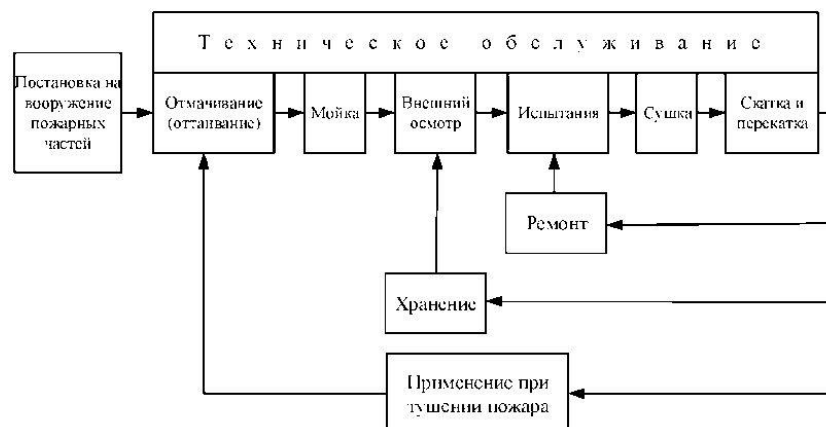 Техническое обслуживание
Постановка на
вооружение
пожарных
частей
Отмачивание
(оттаивание)
Мойка
Внешний
осмотр
Испытания
Сушка
Скатка и
перекатка
Ремонт
Хранение
Применение при
тушении пожара